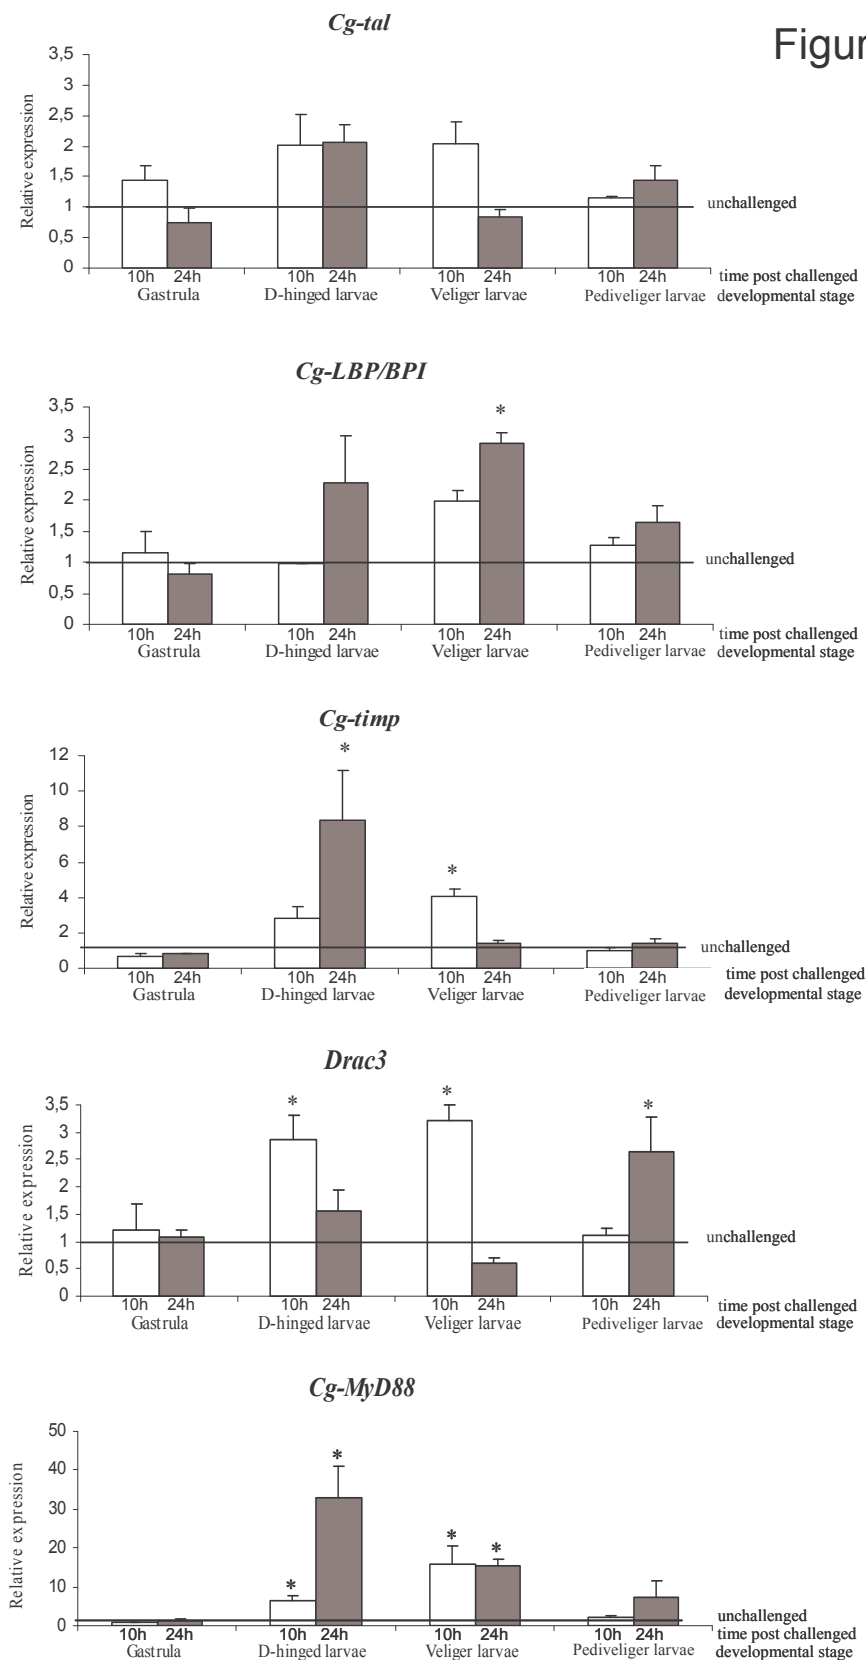 Cg-tal
Figur
3,5
3
2,5
2
1,5
1
0,5
0
Relative expression
unchallenged
10h 24h 10h 24h 10h 24h 10h 24h time post challenged
Gastrula D-hinged larvae Veliger larvae Pediveliger larvae developmental stage
Cg-LBP/BPI
3,5
3
2,5
2
1,5
1
0,5
0
Relative expression
*
unchallenged
10h 24h 10h 24h 10h 24h 10h 24h time post challenged
Gastrula D-hinged larvae Veliger larvae Pediveliger larvae developmental stage
Cg-timp
12
10
8
6
4
2
0
Relative expression
*
*
unchallenged
10h 24h 10h 24h 10h 24h 10h 24h time post challenged
Gastrula D-hinged larvae Veliger larvae Pediveliger larvae developmental stage
Drac3
3,5
3
2,5
2
1,5
1
0,5
0
Relative expression
* * *
unchallenged
10h 24h 10h 24h 10h 24h 10h 24h time post challenged
Gastrula D-hinged larvae Veliger larvae Pediveliger larvae developmental stage
Cg-MyD88
50
40
30
20
10
0
Relative expression
*
* *
*
unchallenged
10h 24h 10h 24h 10h 24h 10h 24h time post challenged
Gastrula D-hinged larvae Veliger larvae Pediveliger larvae developmental stage